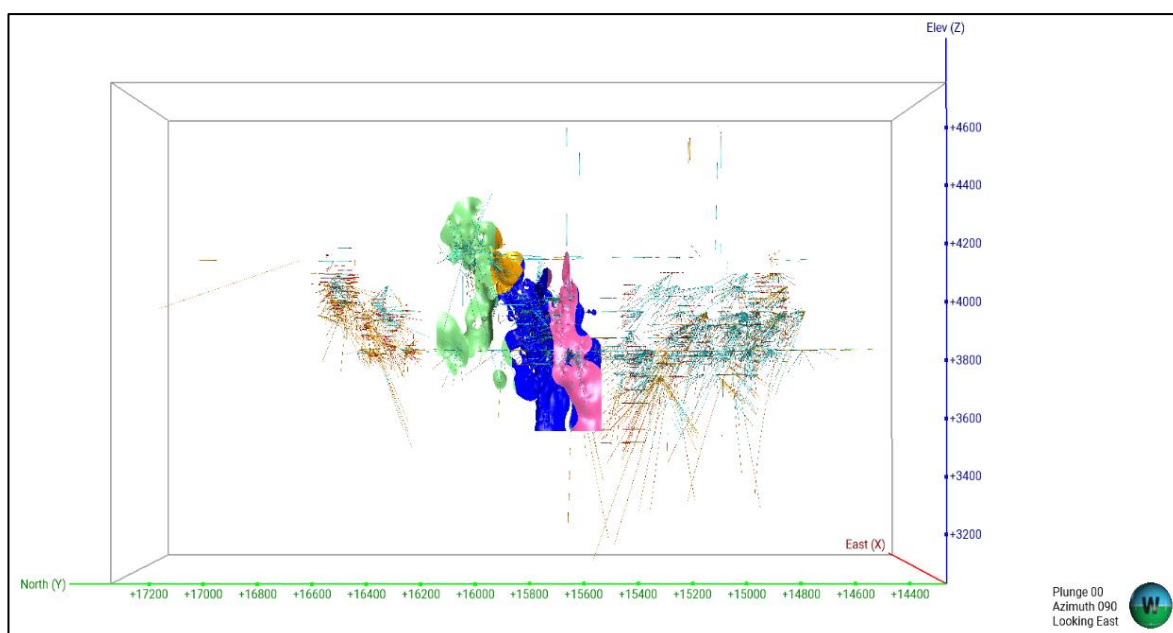 Elev (Z)
+4600
+4400
+4200
+4000
+3800
+3600
+3400
+3200
East (X)
North (Y)
+17200 +17000 +16800 +16600 +16400 +16200 +16000 +15800 +15600 +15400 +15200 +15000 +14800 +14600 +14400
Plunge 00
Azimuth 090
Looking East
W